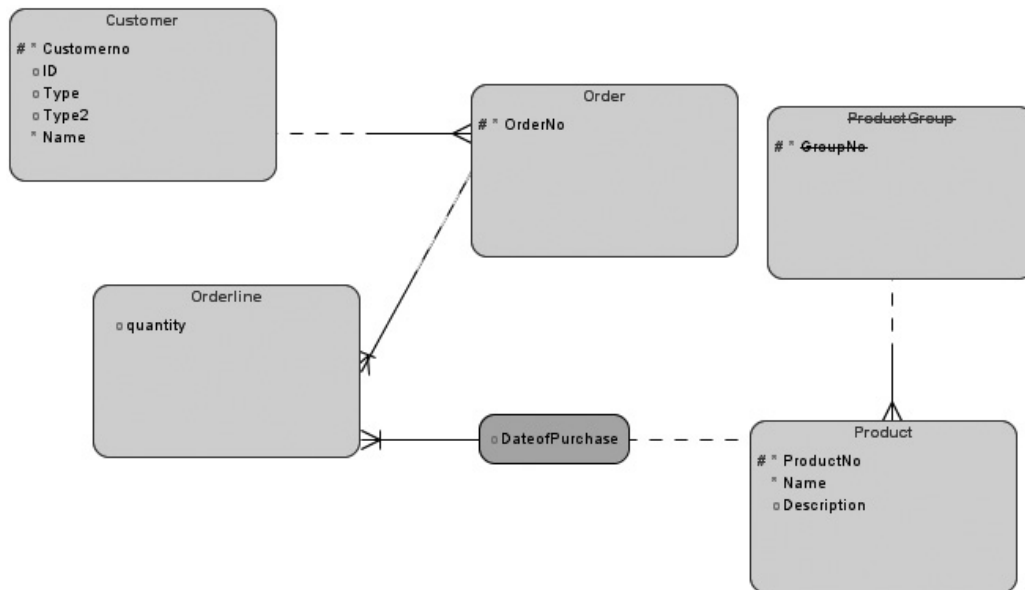 Customer
# * Customerno
o ID
o Type
o Type2
* Name
Order
# * OrderNo
ProductGroup
# * GroupNo
Orderline
o quantity
o DateofPurchase
Product
# * ProductNo
* Name
o Description